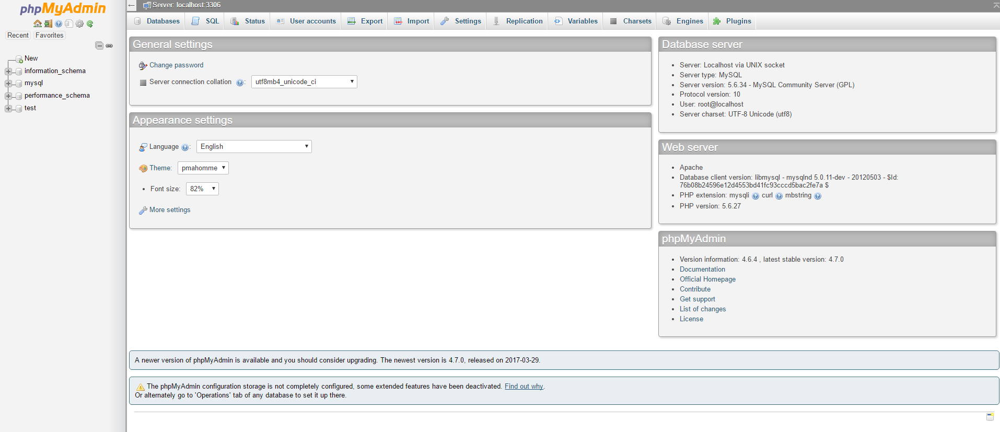 phpMyAdmin
Recent Favorites
New
information_schema
mysql
performance_schema
test
Server: localhost:3306
Databases SQL Status User accounts Export Import Settings Replication Variables Charsets Engines Plugins
General settings
Change password
Server connection collation : utf8mb4_unicode_ci
Appearance settings
Language : English
Theme: pmahomme
• Font size: 82%
More settings
Database server
• Server: Localhost via UNIX socket
• Server type: MySQL
• Server version: 5.6.34 - MySQL Community Server (GPL)
• Protocol version: 10
• User: root@localhost
• Server charset: UTF-8 Unicode (utf8)
Web server
• Apache
• Database client version: libmysql - mysqlnd 5.0.11-dev - 20120503 - $Id:
76b08b24596e12d4553bd41fc93cccd5bac2fe7a $
• PHP extension: mysqli curl mbstring
• PHP version: 5.6.27
phpMyAdmin
• Version information: 4.6.4 , latest stable version: 4.7.0
• Documentation
• Official Homepage
• Contribute
• Get support
• List of changes
• License
A newer version of phpMyAdmin is available and you should consider upgrading. The newest version is 4.7.0, released on 2017-03-29.
The phpMyAdmin configuration storage is not completely configured, some extended features have been deactivated. Find out why.
Or alternately go to 'Operations' tab of any database to set it up there.